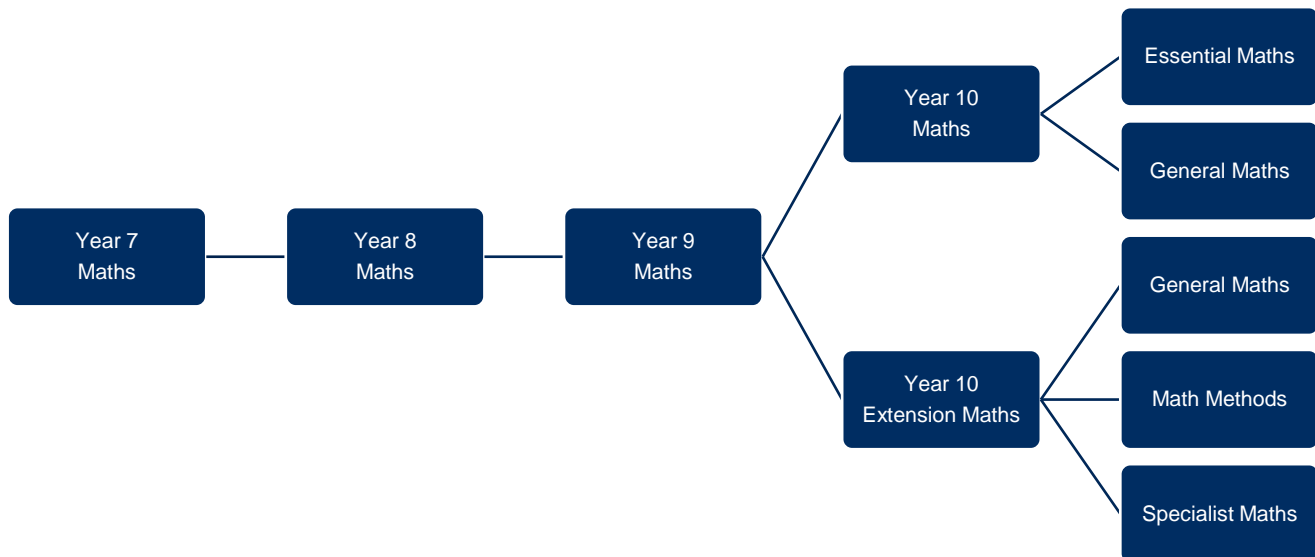 Year 7
Maths
Year 8
Maths
Year 9
Maths
Year 10
Maths
Year 10
Extension Maths
Essential Maths
General Maths
General Maths
Math Methods
Specialist Maths